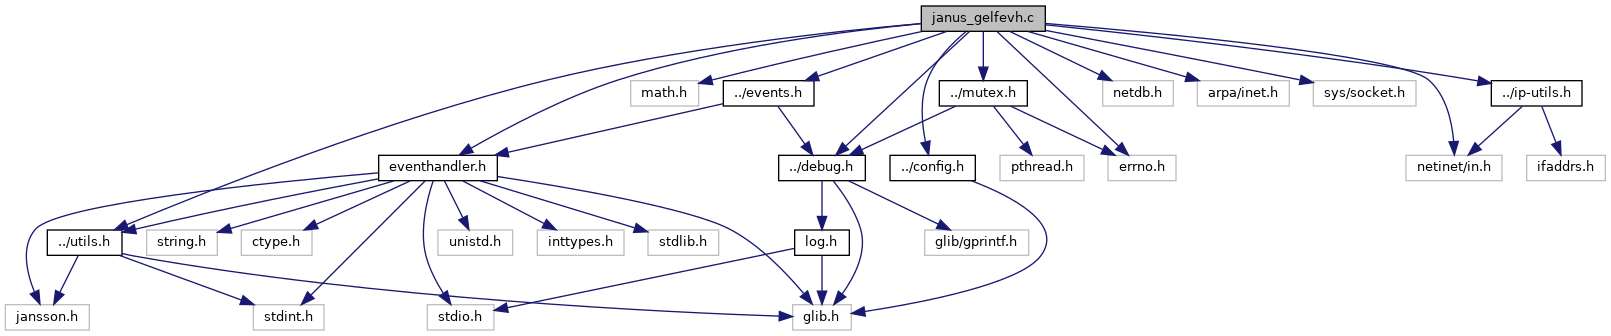 janus_gelfevh.c
math.h
../events.h
../mutex.h
netdb.h
arpa/inet.h
sys/socket.h
../ip-utils.h
eventhandler.h
../debug.h
../config.h
pthread.h
errno.h
netinet/in.h
ifaddrs.h
../utils.h
string.h
ctype.h
unistd.h
inttypes.h
stdlib.h
log.h
glib/gprintf.h
jansson.h
stdint.h
stdio.h
glib.h